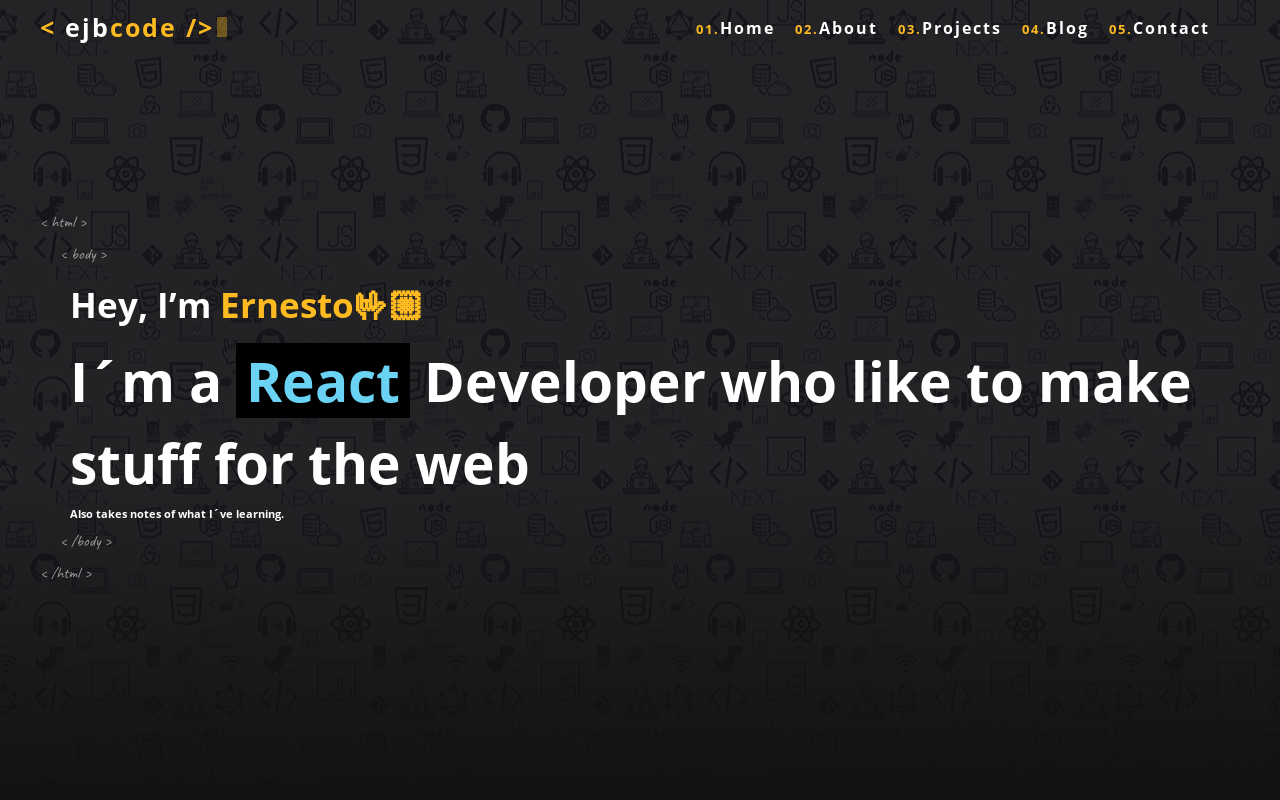 < ejbcode />
01.Home 02.About 03.Projects 04.Blog 05.Contact
< html >
< body >
Hey, I’m Ernesto🤟🏽
I´m a React Developer who like to make
stuff for the web
Also takes notes of what I´ve learning.
< /body >
< /html >